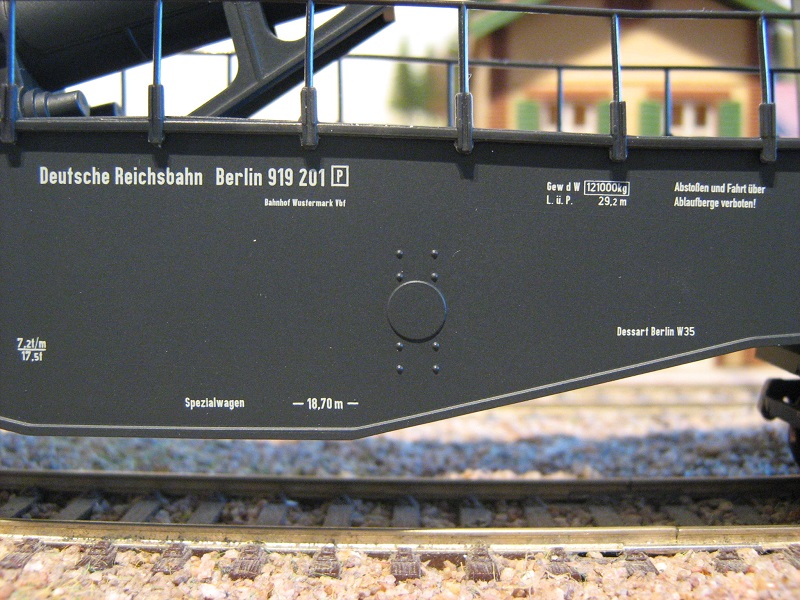 Deutsche Reichsbahn Berlin 919 201 P
Bahnhof Wustermark Vbf
Gew d W 121000kg
L. ü. P. 29,2 m
Abstoßen und Fahrt über
Ablaufberge verboten!
7,2t/m
17,5t
Dessart Berlin W35
Spezialwagen
— 18,70 m —